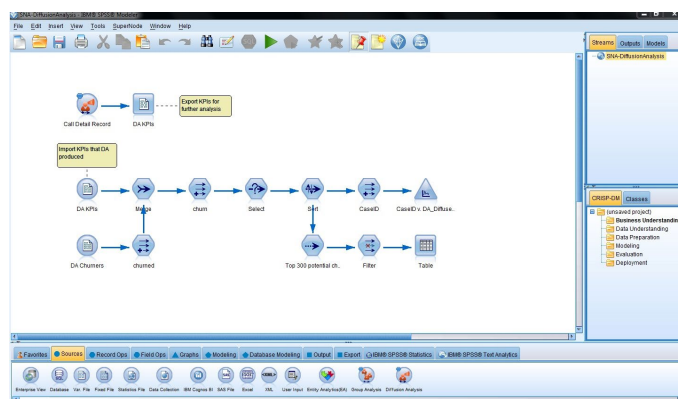 SNA-DiffusionAnalysis - IBM® SPSS® Modeler
File Edit Insert View Tools SuperNode Window Help
Streams Outputs Models
SNA-DiffusionAnalysis
Export KPIs for
further analysis
Call Detail Record
DA KPIs
Import KPIs that DA
produced
DA KPIs
Merge
churn
Select
Sort
CaseID
CaseID v. DA_Diffuse..
DA Churners
churned
Top 300 potential ch..
Filter
Table
CRISP-DM Classes
(unsaved project)
Business Understandin
Data Understanding
Data Preparation
Modeling
Evaluation
Deployment
Favorites Sources Record Ops Field Ops Graphs Modeling Database Modeling Output Export IBM® SPSS® Statistics IBM® SPSS® Text Analytics
Enterprise View Database Var. File Fixed File Statistics File Data Collection IBM Cognos BI SAS File Excel XML User Input Entity Analytics(EA) Group Analysis Diffusion Analysis